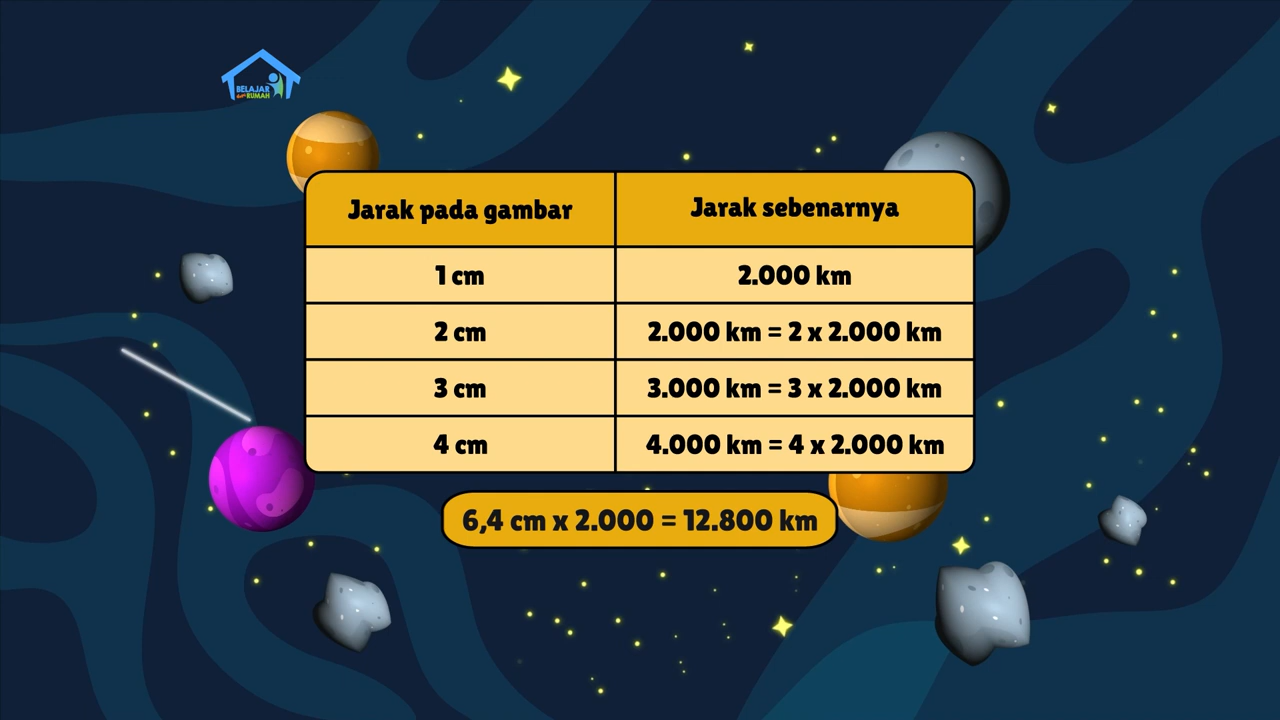 BELAJAR
dari RUMAH
Jarak pada gambar
Jarak sebenarnya
1 cm
2.000 km
2 cm
2.000 km = 2 x 2.000 km
3 cm
3.000 km = 3 x 2.000 km
4 cm
4.000 km = 4 x 2.000 km
6,4 cm x 2.000 = 12.800 km